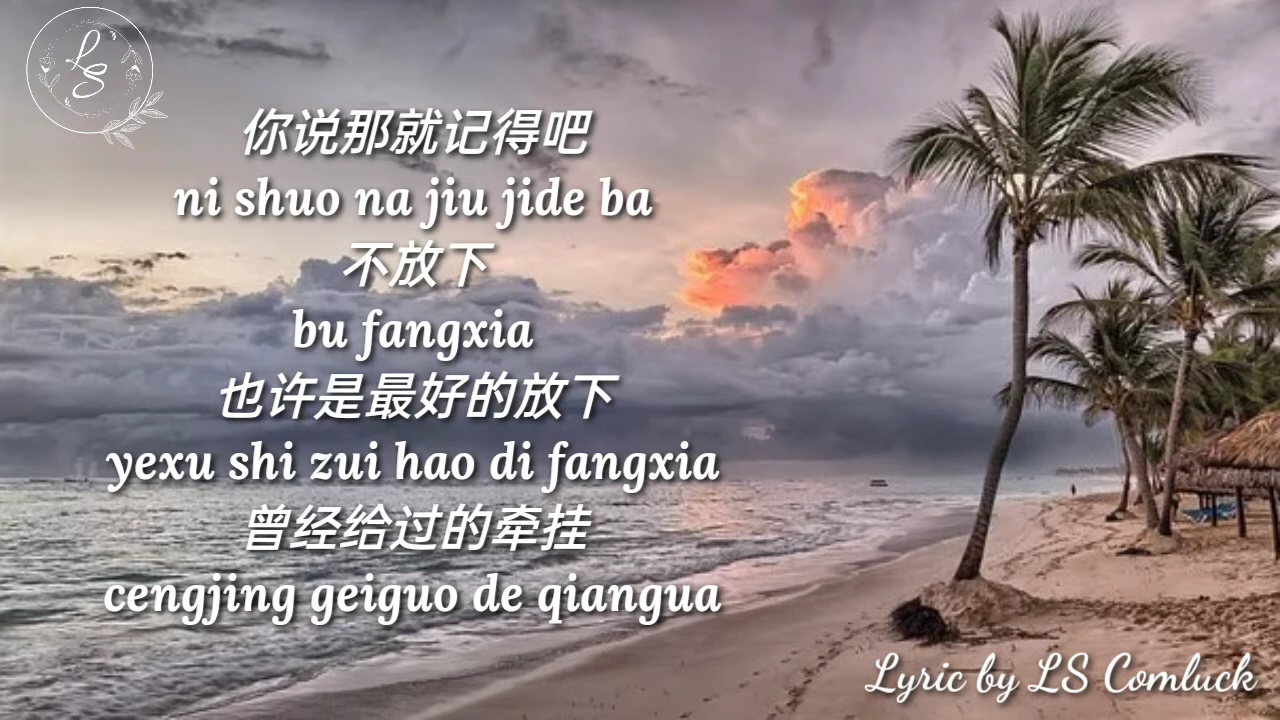 LS
你说那就记得吧
ni shuo na jiu jide ba
不放下
bu fangxia
也许是最好的放下
yexu shi zui hao di fangxia
曾经给过的牵挂
cengjing geiguo de qiangua
Lyric by LS Comluck